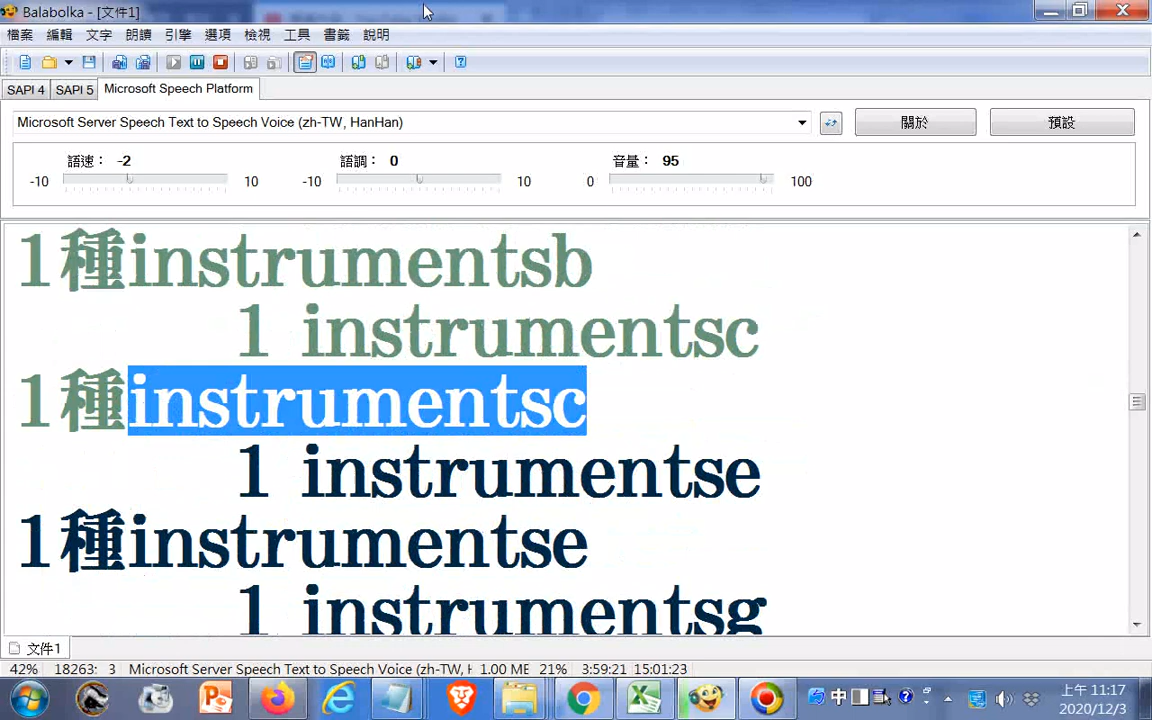 Balabolka - [文件1]
檔案 編輯 文字 朗讀 引擎 選項 檢視 工具 書籤 說明
SAPI 4 SAPI 5 Microsoft Speech Platform
Microsoft Server Speech Text to Speech Voice (zh-TW, HanHan) 關於 預設
語速： -2 語調： 0 音量： 95
-10 10 -10 10 0 100
1種instrumentsb
1 instrumentsc
1種instrumentsc
1 instrumentse
1種instrumentse
1 instrumentsg
文件1
42% 18263: 3 Microsoft Server Speech Text to Speech Voice (zh-TW, H 1.00 ME 21% 3:59:21 15:01:23
中 上午 11:17
2020/12/3